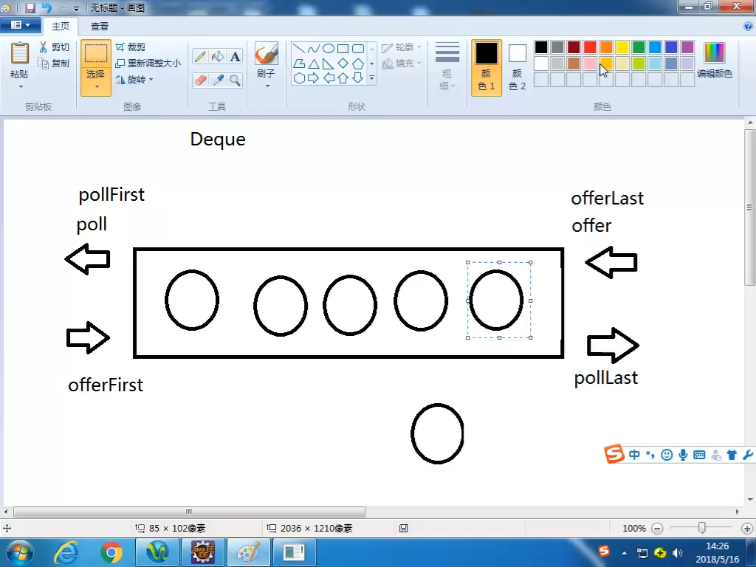 无标题 - 画图
主页
查看
粘贴
剪切
复制
剪贴板
选择
裁剪
重新调整大小
旋转
图像
工具
刷子
轮廓
填充
形状
粗
细
颜
色 1
颜
色 2
编辑颜色
颜色
Deque
pollFirst
poll
offerLast
offer
offerFirst
pollLast
中
85 × 102像素
2036 × 1210像素
100%
14:26
2018/5/16